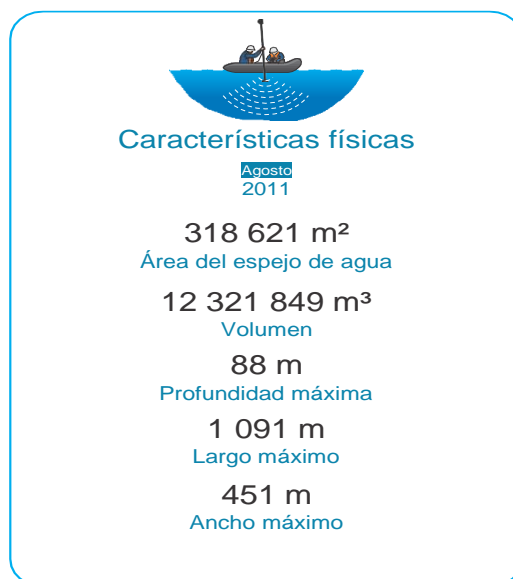 Características físicas
Agosto
2011
318 621 m²
Área del espejo de agua
12 321 849 m³
Volumen
88 m
Profundidad máxima
1 091 m
Largo máximo
451 m
Ancho máximo